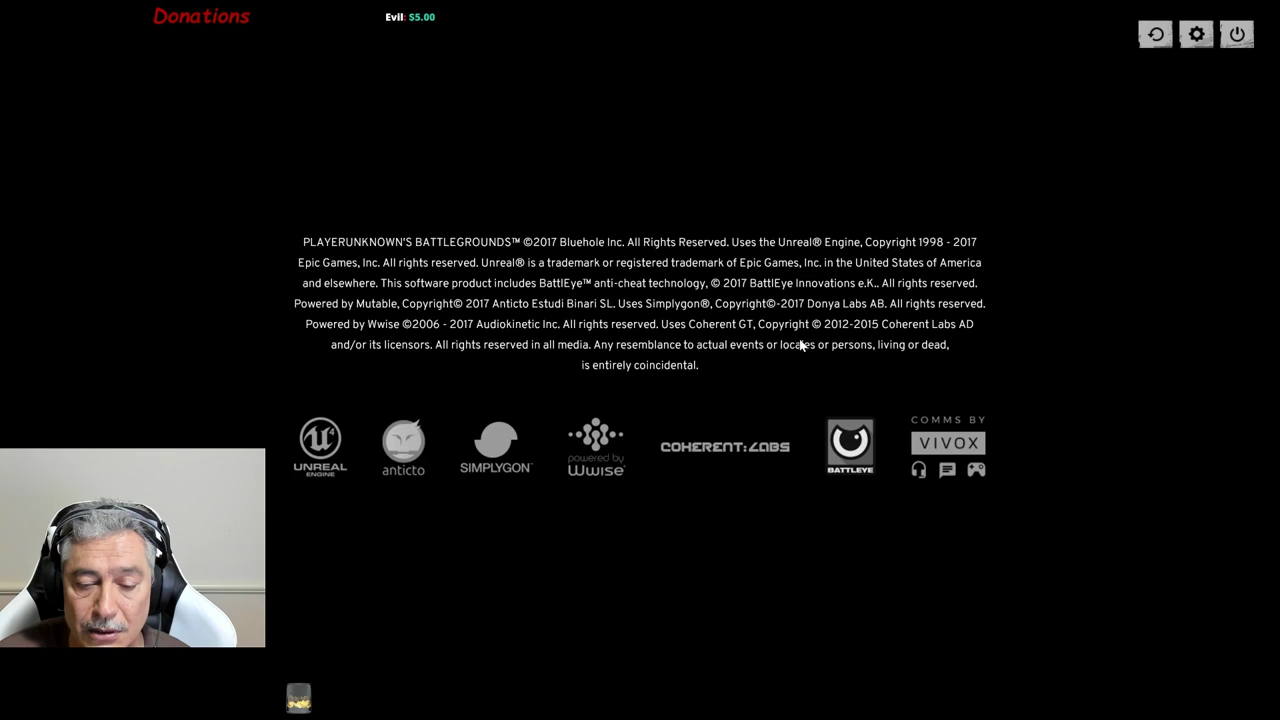 Donations
Evil: $5.00
PLAYERUNKNOWN'S BATTLEGROUNDS™ ©2017 Bluehole Inc. All Rights Reserved. Uses the Unreal® Engine, Copyright 1998 - 2017
Epic Games, Inc. All rights reserved. Unreal® is a trademark or registered trademark of Epic Games, Inc. in the United States of America
and elsewhere. This software product includes BattlEye™ anti-cheat technology, © 2017 BattlEye Innovations e.K.. All rights reserved.
Powered by Mutable, Copyright© 2017 Anticto Estudi Binari SL. Uses Simplygon®, Copyright©-2017 Donya Labs AB. All rights reserved.
Powered by Wwise ©2006 - 2017 Audiokinetic Inc. All rights reserved. Uses Coherent GT, Copyright © 2012-2015 Coherent Labs AD
and/or its licensors. All rights reserved in all media. Any resemblance to actual events or locales or persons, living or dead,
is entirely coincidental.
COMMS BY
UNREAL
ENGINE
anticto
SIMPLYGON
powered by
Wwise
COHERENT:LABS
BATTLEYE
VIVOX